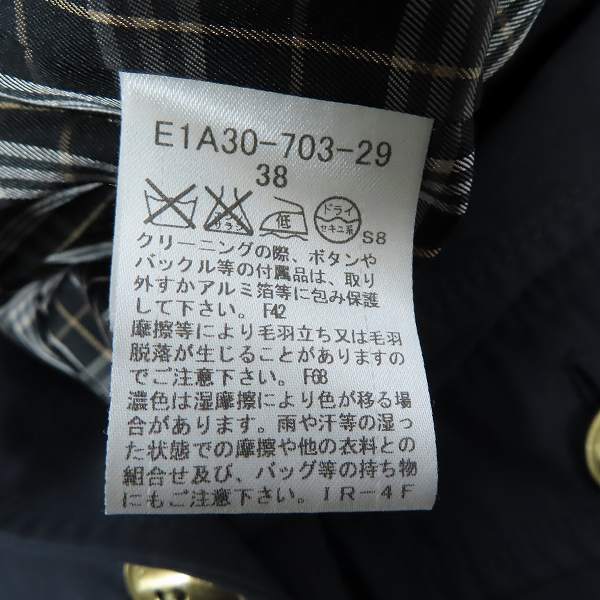 E1A30-703-29
38
エンソ サラシ 低 ドライ セキユ系 S8
クリーニングの際、ボタンや
バックル等の付属品は、取り
外すかアルミ箔等に包み保護
して下さい。F42
摩擦等により毛羽立ち又は毛羽
脱落が生じることがありますの
でご注意下さい。F68
濃色は湿摩擦により色が移る場
合があります。雨や汗等の湿っ
た状態での摩擦や他の衣料との
組合せ及び、バッグ等の持ち物
にもご注意下さい。IR-4F